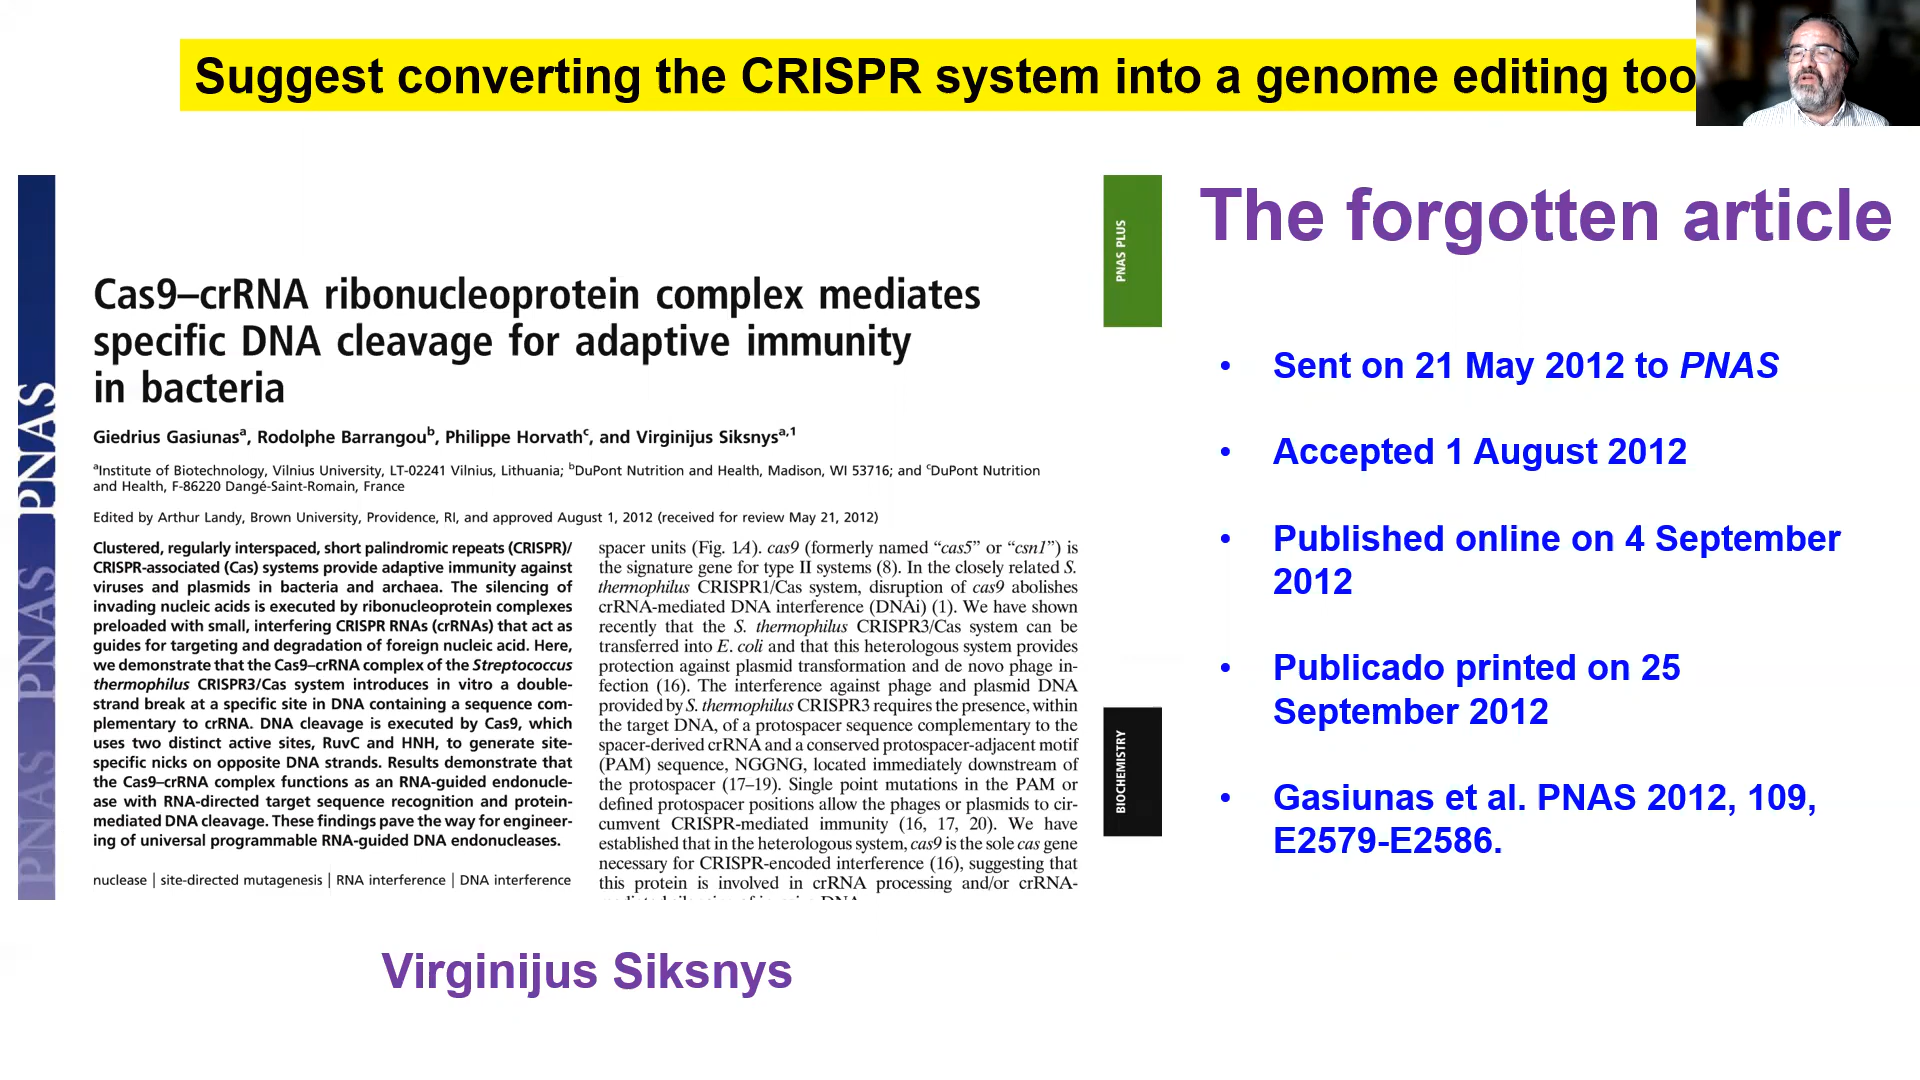 Suggest converting the CRISPR system into a genome editing too
The forgotten article
PNAS PNAS PNAS
PNAS PLUS
BIOCHEMISTRY
Cas9–crRNA ribonucleoprotein complex mediates
specific DNA cleavage for adaptive immunity
in bacteria
Giedrius Gasiunasa, Rodolphe Barrangoub, Philippe Horvathc, and Virginijus Siksnysa,1
aInstitute of Biotechnology, Vilnius University, LT-02241 Vilnius, Lithuania; bDuPont Nutrition and Health, Madison, WI 53716; and cDuPont Nutrition
and Health, F-86220 Dangé-Saint-Romain, France
Edited by Arthur Landy, Brown University, Providence, RI, and approved August 1, 2012 (received for review May 21, 2012)
Clustered, regularly interspaced, short palindromic repeats (CRISPR)/
CRISPR-associated (Cas) systems provide adaptive immunity against
viruses and plasmids in bacteria and archaea. The silencing of
invading nucleic acids is executed by ribonucleoprotein complexes
preloaded with small, interfering CRISPR RNAs (crRNAs) that act as
guides for targeting and degradation of foreign nucleic acid. Here,
we demonstrate that the Cas9–crRNA complex of the Streptococcus
thermophilus CRISPR3/Cas system introduces in vitro a double-
strand break at a specific site in DNA containing a sequence com-
plementary to crRNA. DNA cleavage is executed by Cas9, which
uses two distinct active sites, RuvC and HNH, to generate site-
specific nicks on opposite DNA strands. Results demonstrate that
the Cas9–crRNA complex functions as an RNA-guided endonucle-
ase with RNA-directed target sequence recognition and protein-
mediated DNA cleavage. These findings pave the way for engineer-
ing of universal programmable RNA-guided DNA endonucleases.
nuclease | site-directed mutagenesis | RNA interference | DNA interference
spacer units (Fig. 1A). cas9 (formerly named “cas5” or “csn1”) is
the signature gene for type II systems (8). In the closely related S.
thermophilus CRISPR1/Cas system, disruption of cas9 abolishes
crRNA-mediated DNA interference (DNAi) (1). We have shown
recently that the S. thermophilus CRISPR3/Cas system can be
transferred into E. coli and that this heterologous system provides
protection against plasmid transformation and de novo phage in-
fection (16). The interference against phage and plasmid DNA
provided by S. thermophilus CRISPR3 requires the presence, within
the target DNA, of a protospacer sequence complementary to the
spacer-derived crRNA and a conserved protospacer-adjacent motif
(PAM) sequence, NGGNG, located immediately downstream of
the protospacer (17–19). Single point mutations in the PAM or
defined protospacer positions allow the phages or plasmids to cir-
cumvent CRISPR-mediated immunity (16, 17, 20). We have
established that in the heterologous system, cas9 is the sole cas gene
necessary for CRISPR-encoded interference (16), suggesting that
this protein is involved in crRNA processing and/or crRNA-
• Sent on 21 May 2012 to PNAS
• Accepted 1 August 2012
• Published online on 4 September
2012
• Publicado printed on 25
September 2012
• Gasiunas et al. PNAS 2012, 109,
E2579-E2586.
Virginijus Siksnys